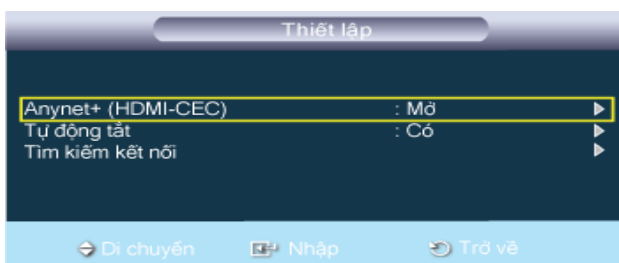 Thiết lập
Anynet+ (HDMI-CEC) : Mở
Tự động tắt : Có
Tìm kiếm kết nối
Di chuyển Nhập Trở về